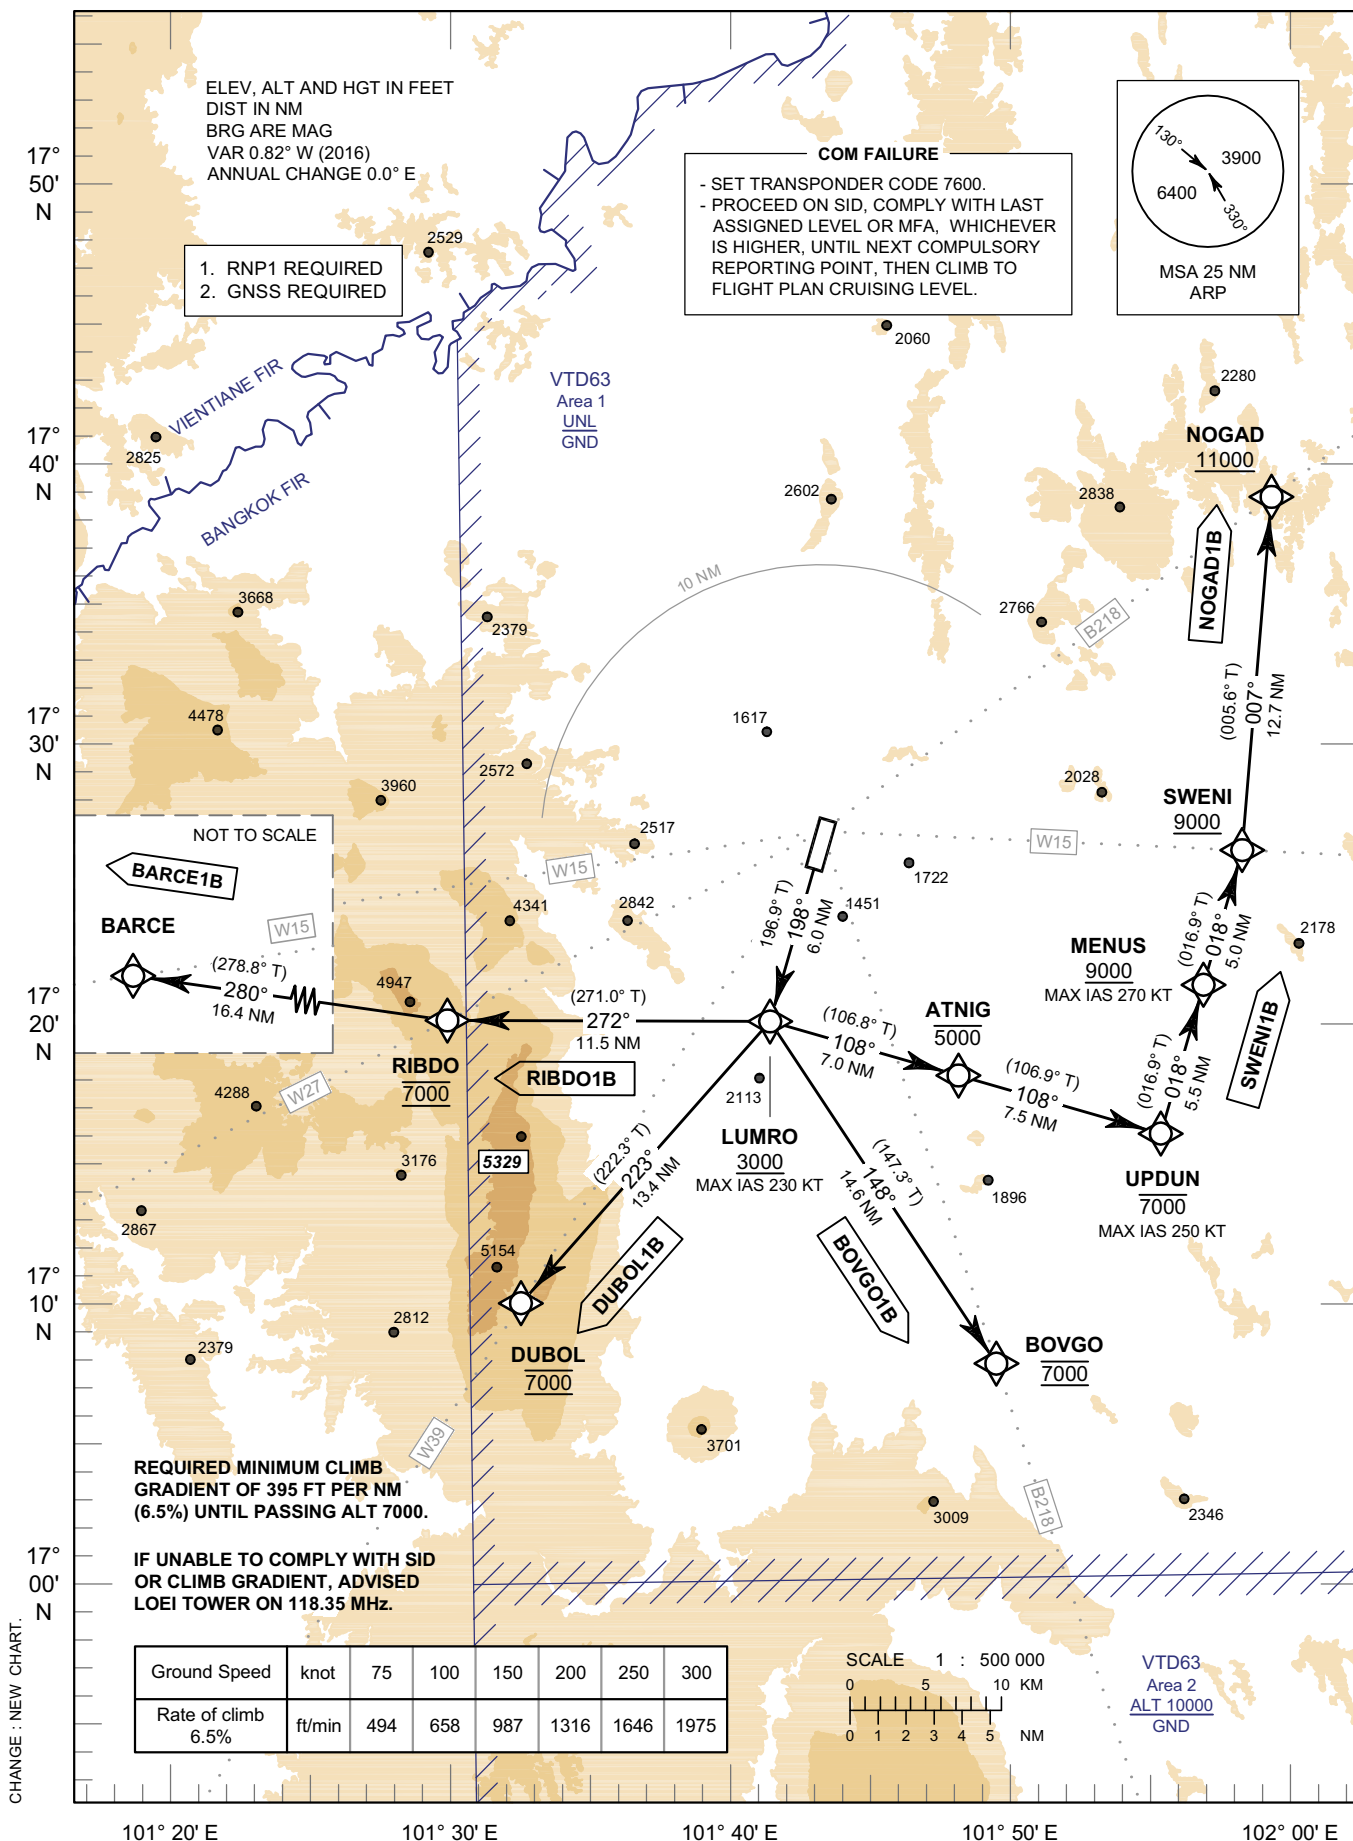 ELEV, ALT AND HGT IN FEET
DIST IN NM
BRG ARE MAG
VAR 0.82° W (2016)
ANNUAL CHANGE 0.0° E
1. RNP1 REQUIRED
2. GNSS REQUIRED
COM FAILURE
- SET TRANSPONDER CODE 7600.
- PROCEED ON SID, COMPLY WITH LAST
ASSIGNED LEVEL OR MFA, WHICHEVER
IS HIGHER, UNTIL NEXT COMPULSORY
REPORTING POINT, THEN CLIMB TO
FLIGHT PLAN CRUISING LEVEL.
130°
3900
6400
330°
MSA 25 NM
ARP
17°
50'
N
2529
2060
VIENTIANE FIR
BANGKOK FIR
VTD63
Area 1
UNL
GND
2280
NOGAD
11000
2825
17°
40'
N
2602
2838
NOGAD1B
10 NM
3668
2379
2766
B218
(005.6° T)
007°
12.7 NM
4478
17°
30'
N
1617
2572
3960
2028
SWENI
9000
NOT TO SCALE
BARCE1B
2517
W15
W15
1722
BARCE
W15
4341
2842
196.9° T)
198°
6.0 NM
1451
(016.9° T)
018°
5.0 NM
2178
MENUS
9000
MAX IAS 270 KT
(278.8° T)
280°
16.4 NM
4947
17°
20'
N
(271.0° T)
272°
11.5 NM
(106.8° T)
108°
7.0 NM
ATNIG
5000
SWENI1B
RIBDO
7000
RIBDO1B
(106.9° T)
108°
7.5 NM
(016.9° T)
018°
5.5 NM
4288
W27
2113
LUMRO
3000
MAX IAS 230 KT
3176
5329
(222.3° T)
223°
13.4 NM
(147.3° T)
148°
14.6 NM
1896
UPDUN
7000
MAX IAS 250 KT
2867
5154
DUBOL1B
BOVGO1B
17°
10'
N
2812
2379
DUBOL
7000
BOVGO
7000
3701
W39
REQUIRED MINIMUM CLIMB
GRADIENT OF 395 FT PER NM
(6.5%) UNTIL PASSING ALT 7000.
3009
B218
2346
17°
00'
N
IF UNABLE TO COMPLY WITH SID
OR CLIMB GRADIENT, ADVISED
LOEI TOWER ON 118.35 MHz.
CHANGE : NEW CHART.
Ground Speed knot 75 100 150 200 250 300
Rate of climb 6.5% ft/min 494 658 987 1316 1646 1975
SCALE 1 : 500 000
0 5 10 KM
0 1 2 3 4 5 NM
VTD63
Area 2
ALT 10000
GND
101° 20' E 101° 30' E 101° 40' E 101° 50' E 102° 00' E